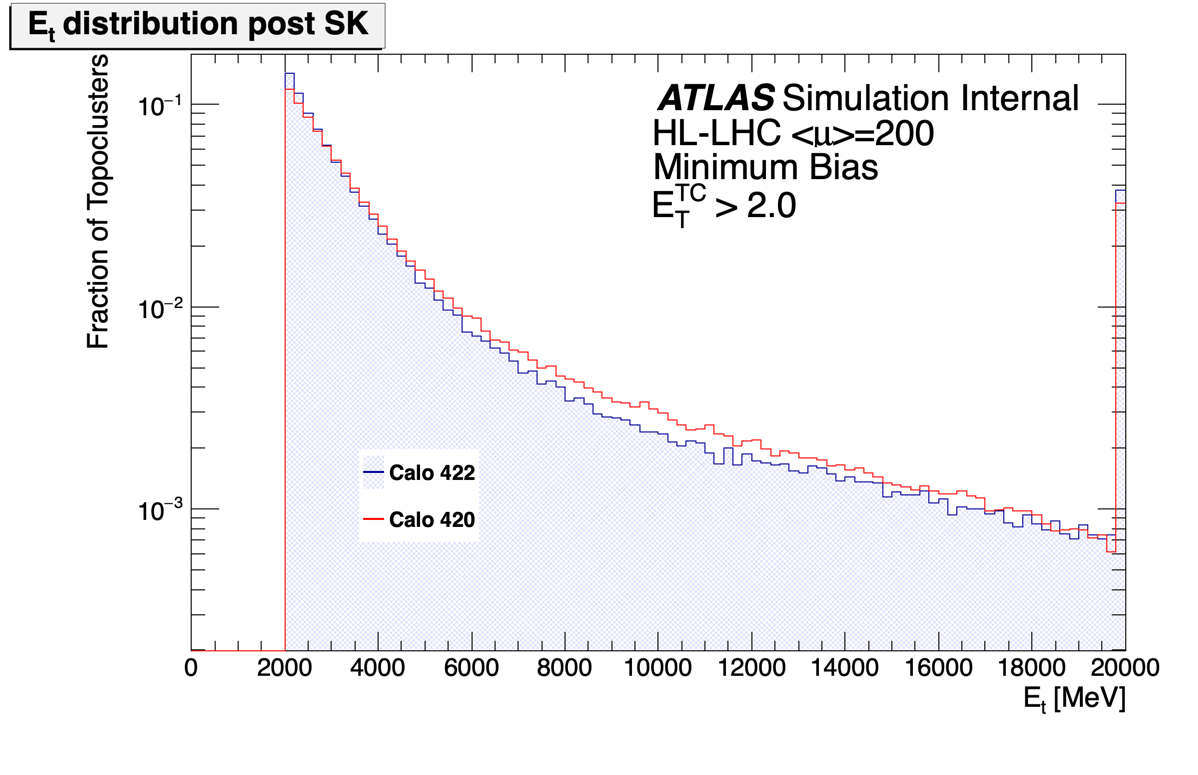 Et distribution post SK
Fraction of Topoclusters
ATLAS Simulation Internal
HL-LHC <μ>=200
Minimum Bias
E_T^TC > 2.0
10⁻¹
10⁻²
10⁻³
Calo 422
Calo 420
0 2000 4000 6000 8000 10000 12000 14000 16000 18000 20000
Et [MeV]